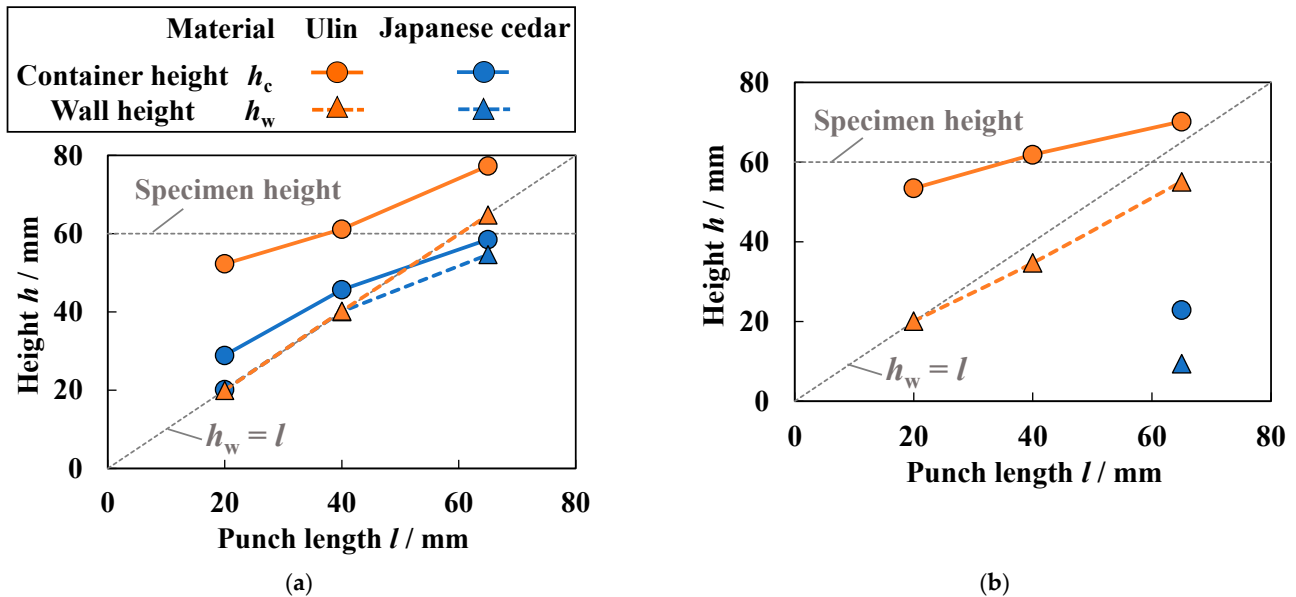 Material Ulin Japanese cedar
Container height hc
Wall height hw
80
60
40
20
0
Height h / mm
Specimen height
hw = l
0 20 40 60 80
Punch length l / mm
(a)
80
60
40
20
0
Height h / mm
Specimen height
hw = l
0 20 40 60 80
Punch length l / mm
(b)